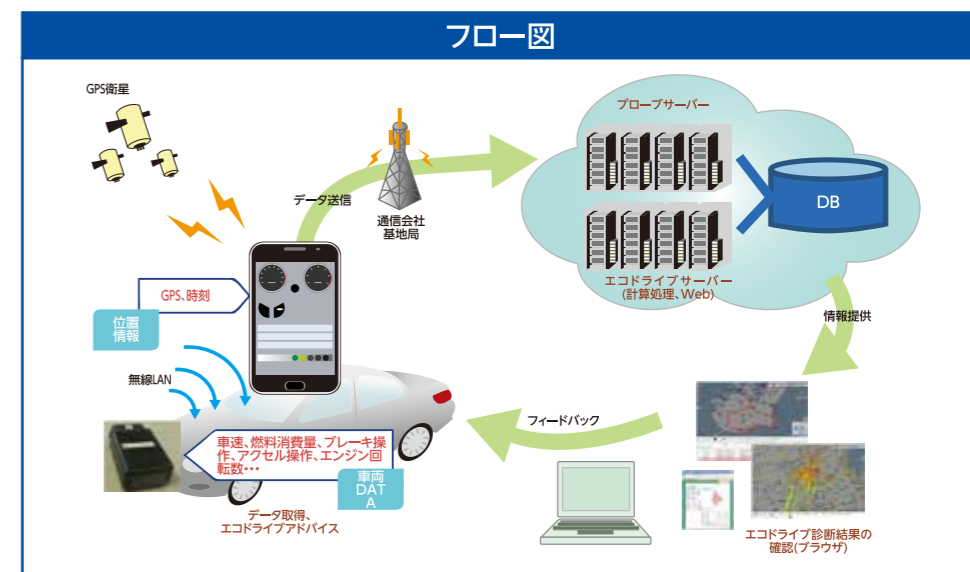 フロー図
GPS衛星
プローブサーバー
データ送信
通信会社
基地局
DB
エコドライブサーバー
(計算処理、Web)
GPS、時刻
位置
情報
情報提供
無線LAN
フィードバック
車速、燃料消費量、ブレーキ操
作、アクセル操作、エンジン回
転数・・・
車両
DAT
A
データ取得、
エコドライブアドバイス
エコドライブ診断結果の
確認(ブラウザ)